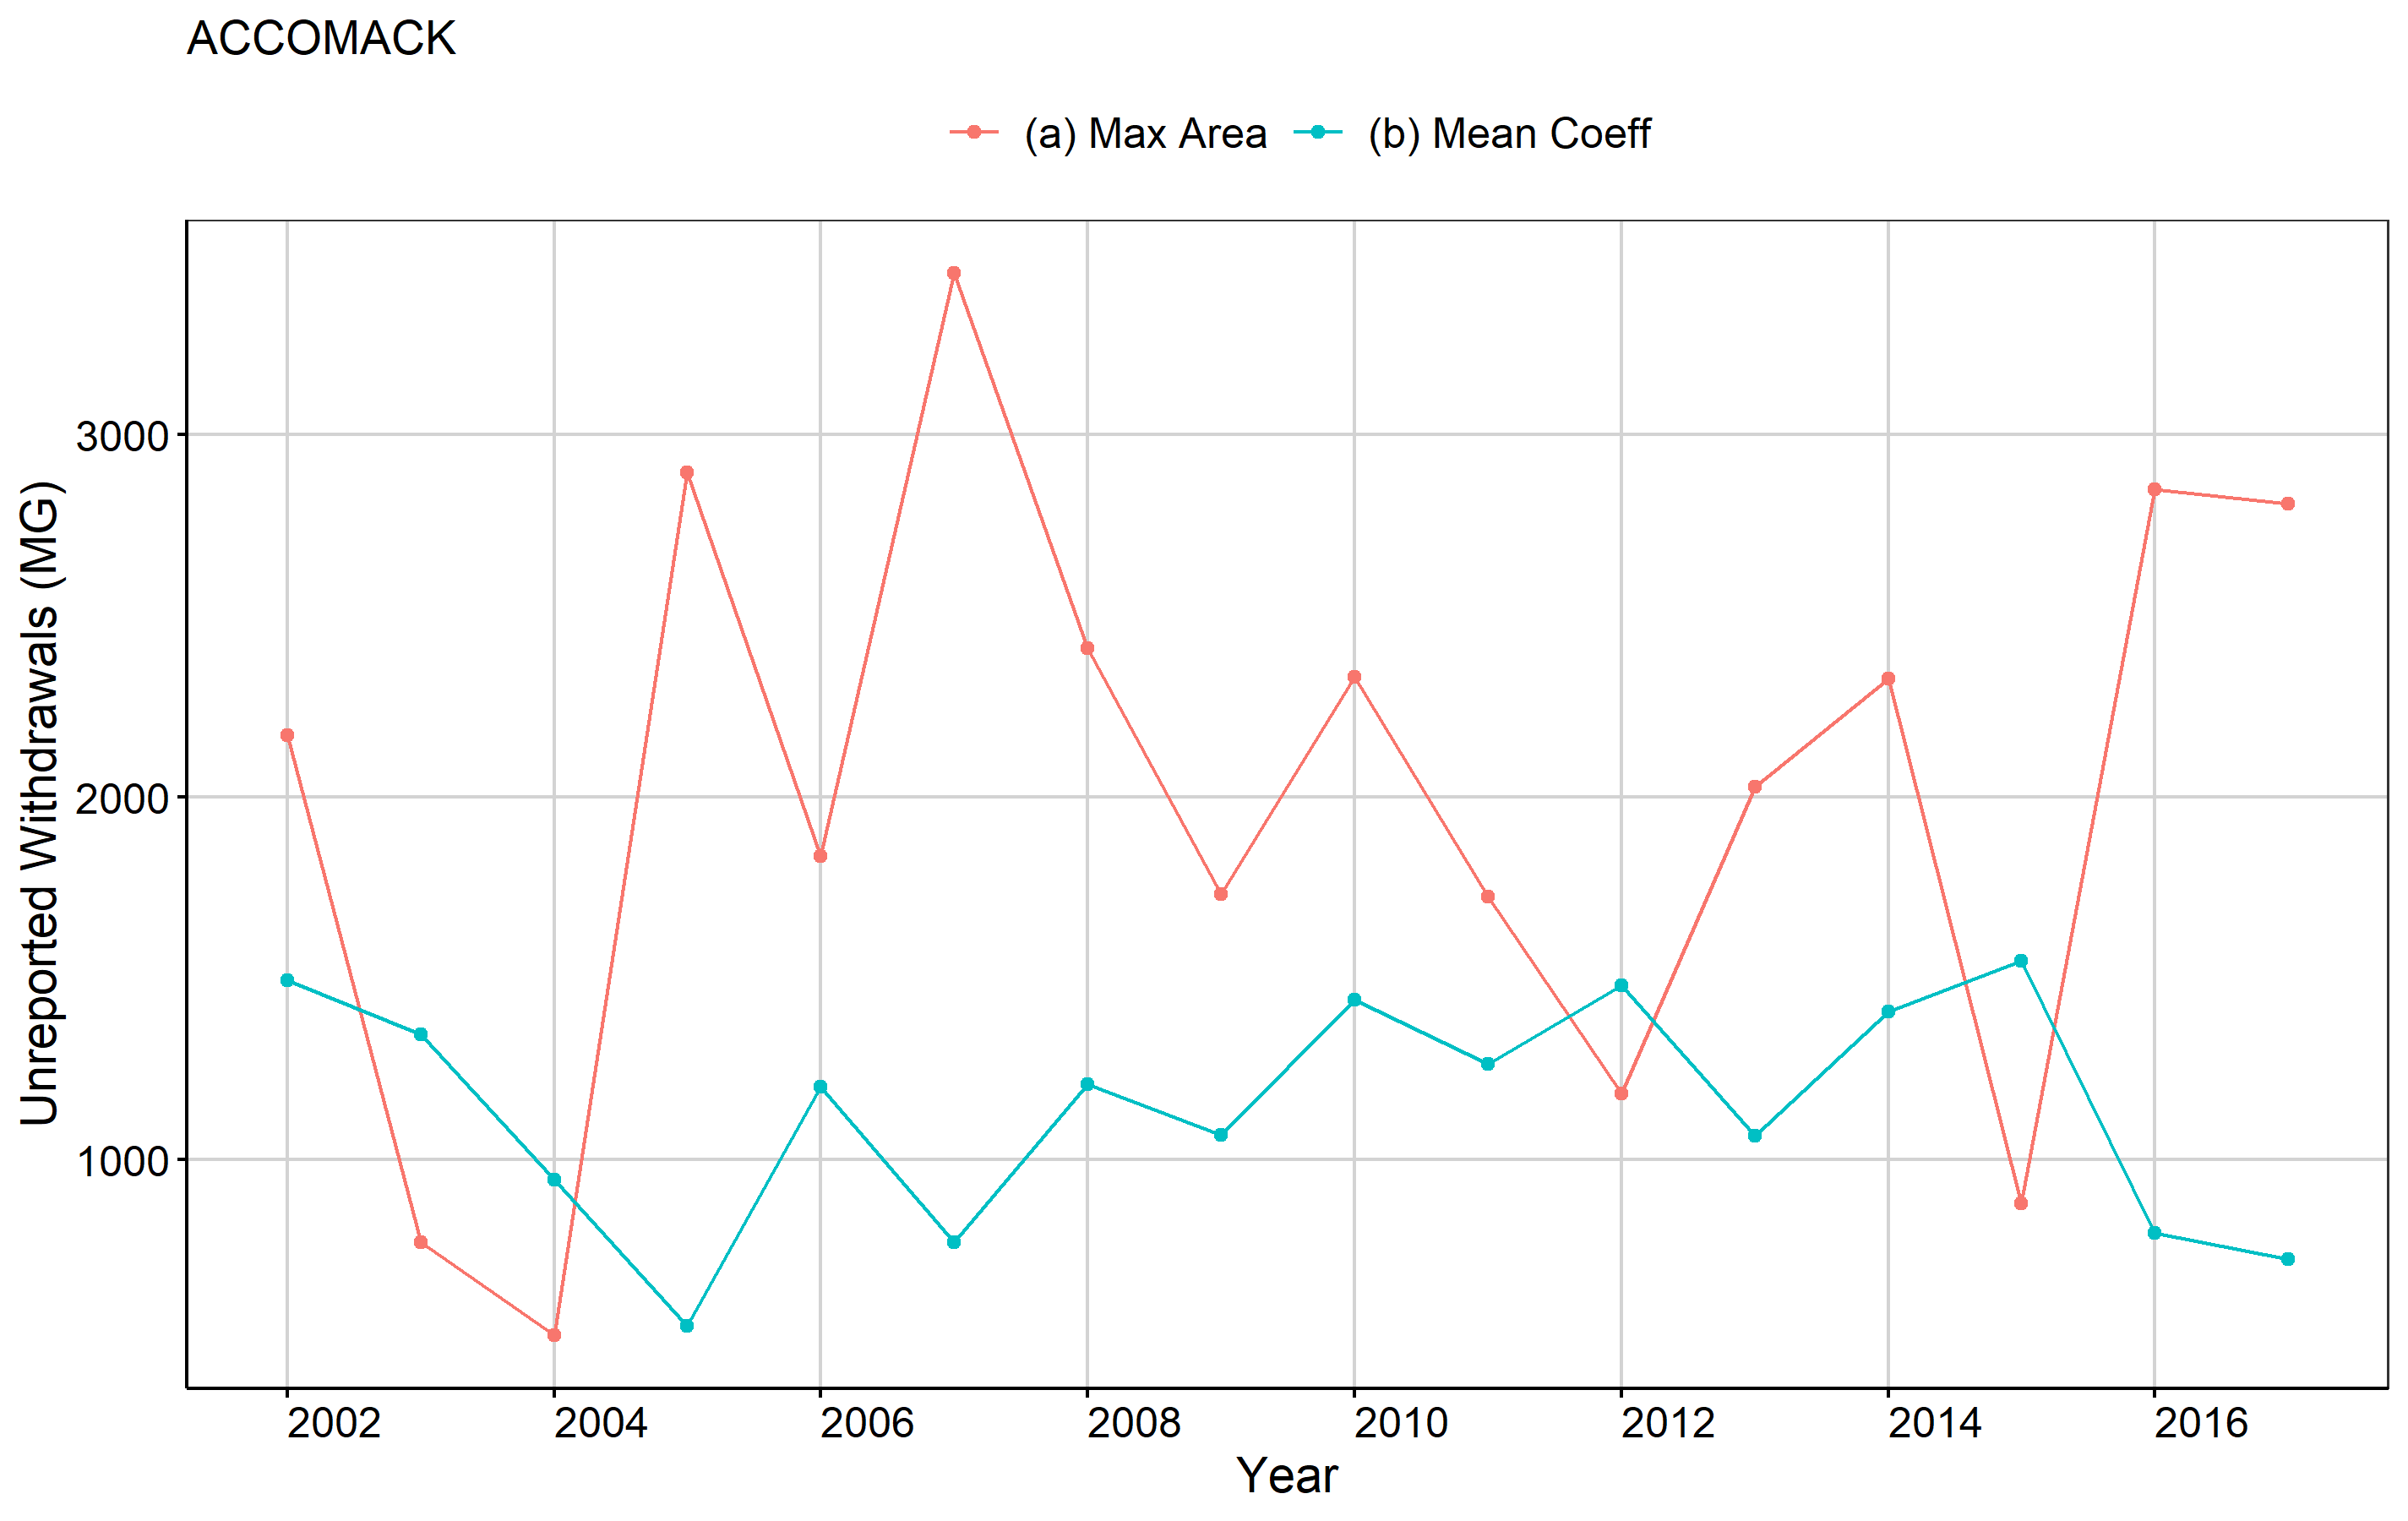 ACCOMACK
(a) Max Area (b) Mean Coeff
Unreported Withdrawals (MG)
3000
2000
1000
2002 2004 2006 2008 2010 2012 2014 2016
Year